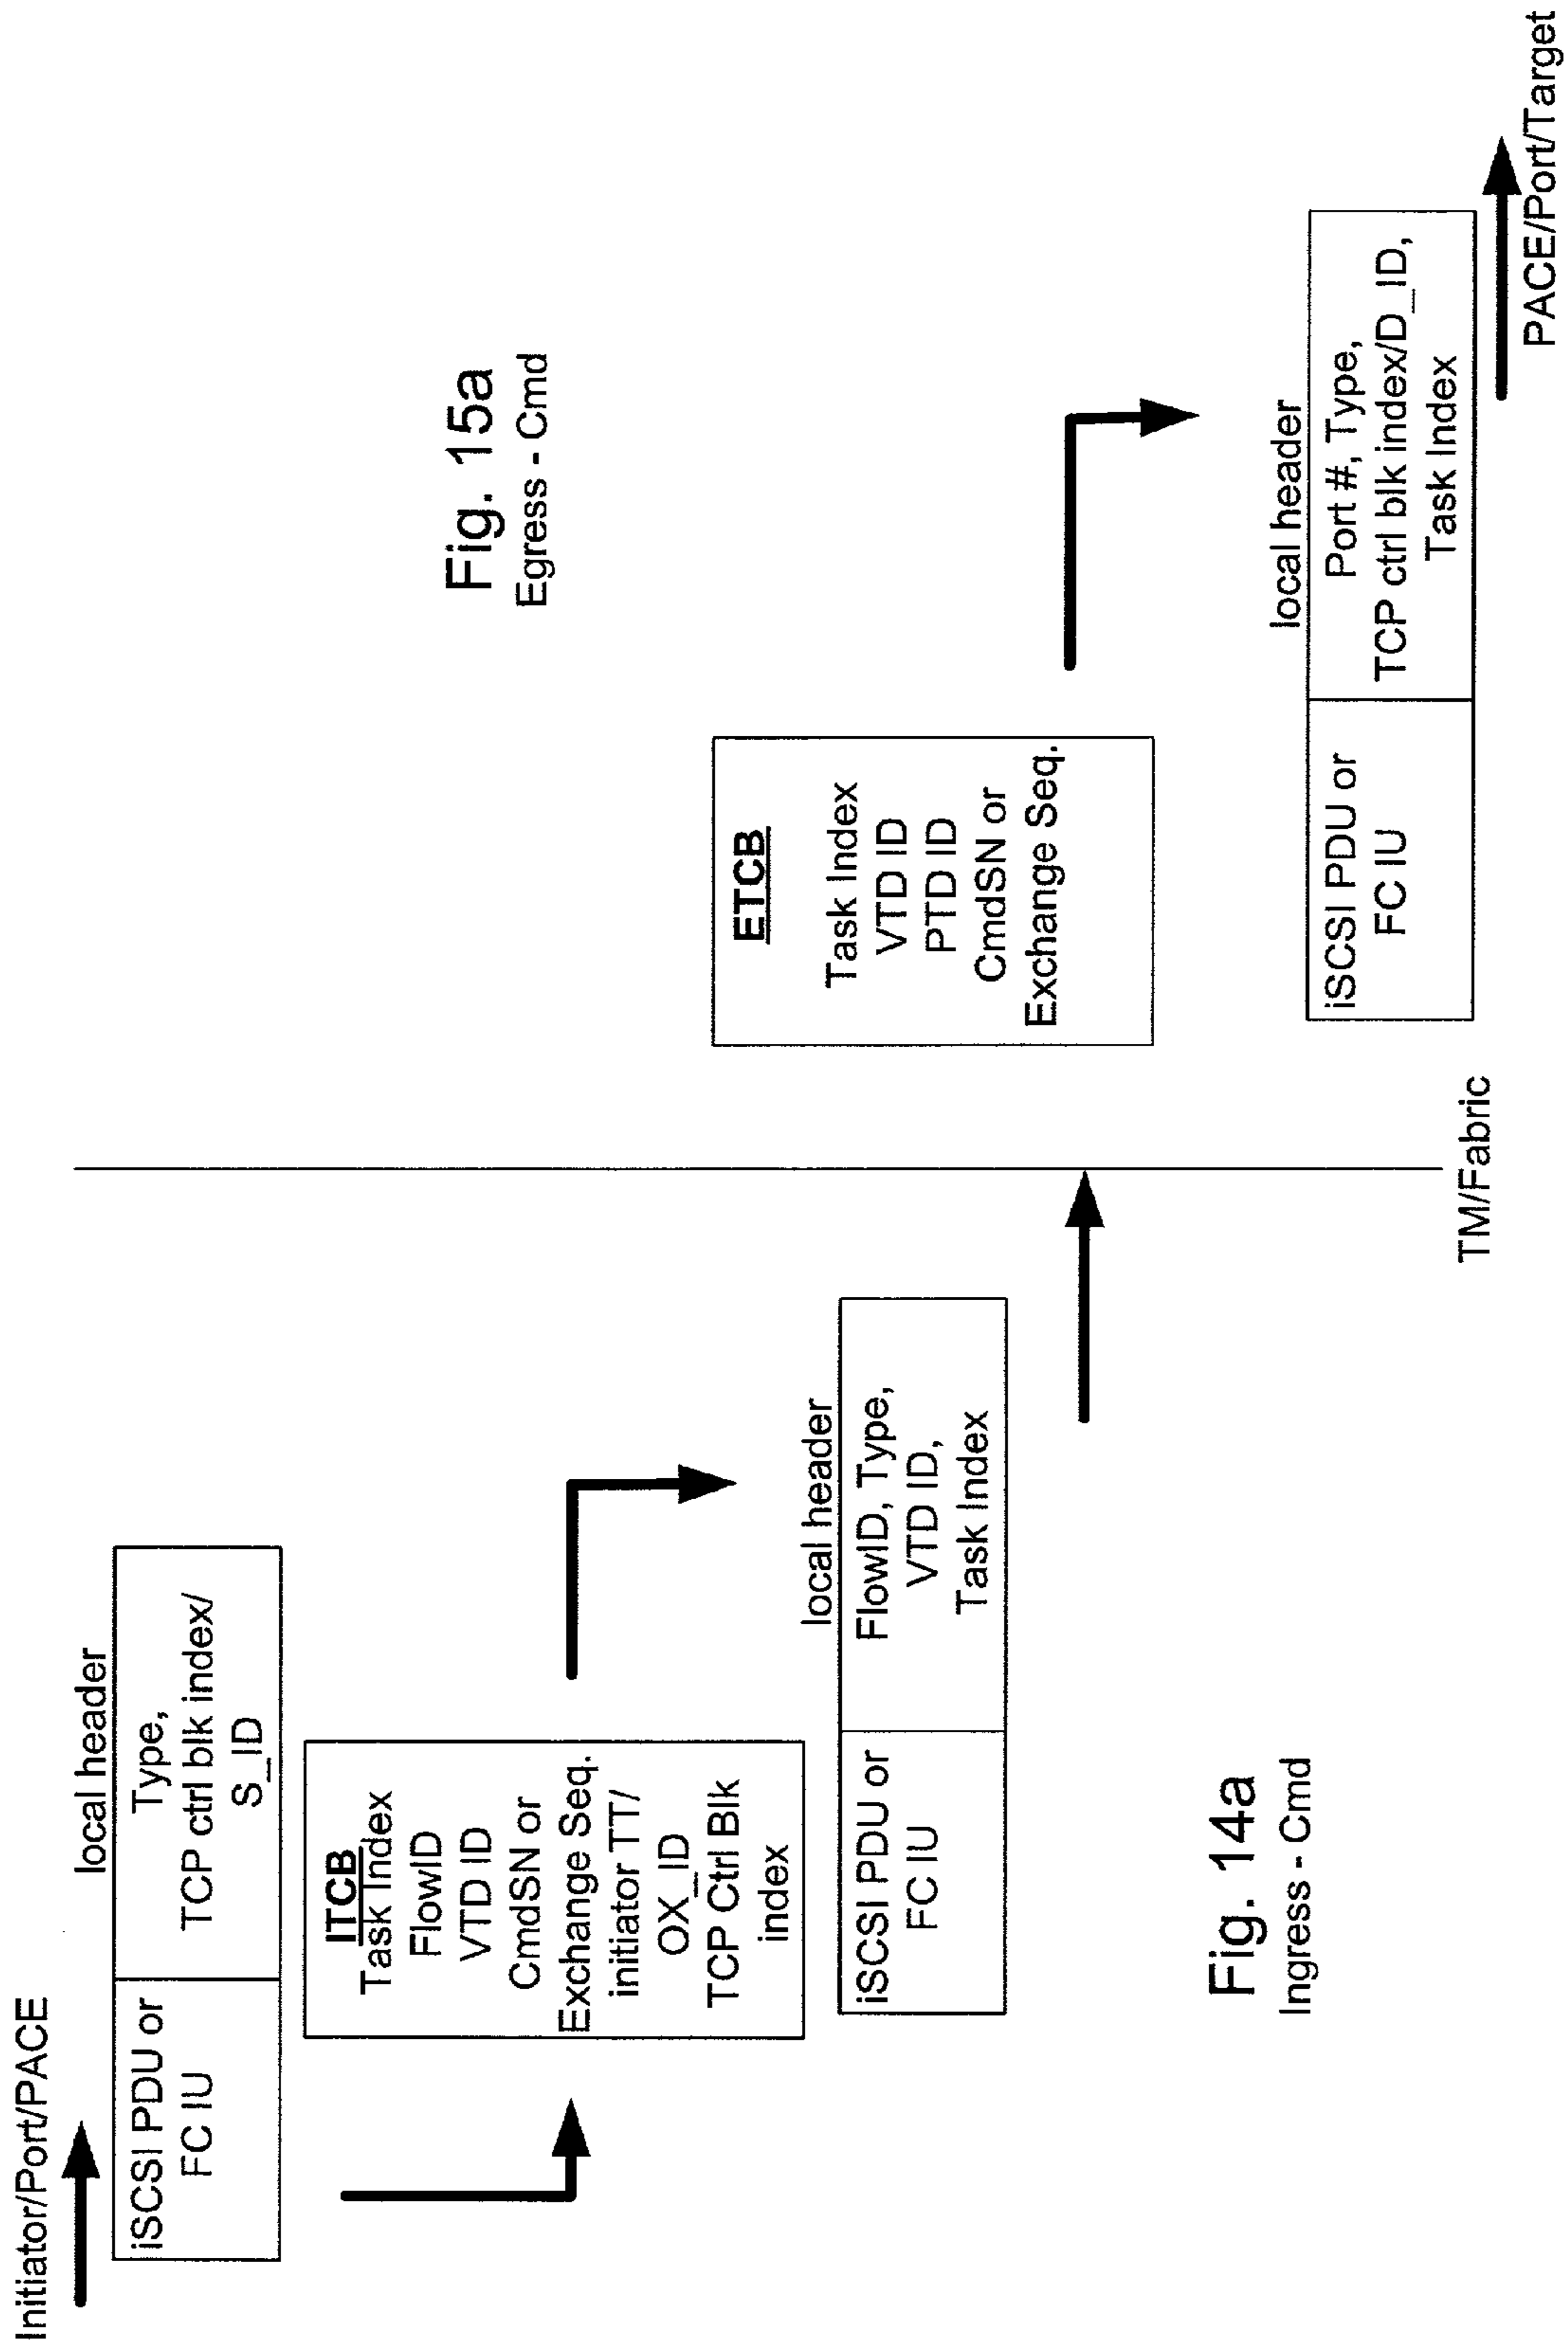 Initiator/Port/PACE
local header
iSCSI PDU or
FC IU
Type,
TCP ctrl blk index/
S_ID
ITCB
Task Index
FlowID
VTD ID
CmdSN or
Exchange Seq.
initiator TT/
OX_ID
TCP Ctrl Blk
index
local header
iSCSI PDU or
FC IU
FlowID, Type,
VTD ID,
Task Index
Fig. 14a
Ingress - Cmd
TM/Fabric
Fig. 15a
Egress - Cmd
ETCB
Task Index
VTD ID
PTD ID
CmdSN or
Exchange Seq.
local header
iSCSI PDU or
FC IU
Port #, Type,
TCP ctrl blk index/D_ID,
Task Index
PACE/Port/Target